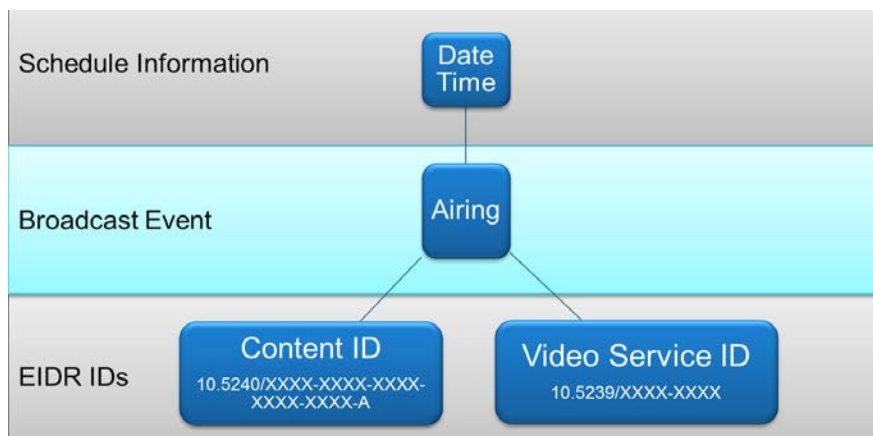 Schedule Information
Date
Time
Broadcast Event
Airing
EIDR IDs
Content ID
10.5240/XXXX-XXXX-XXXX-
XXXX-XXXX-A
Video Service ID
10.5239/XXXX-XXXX